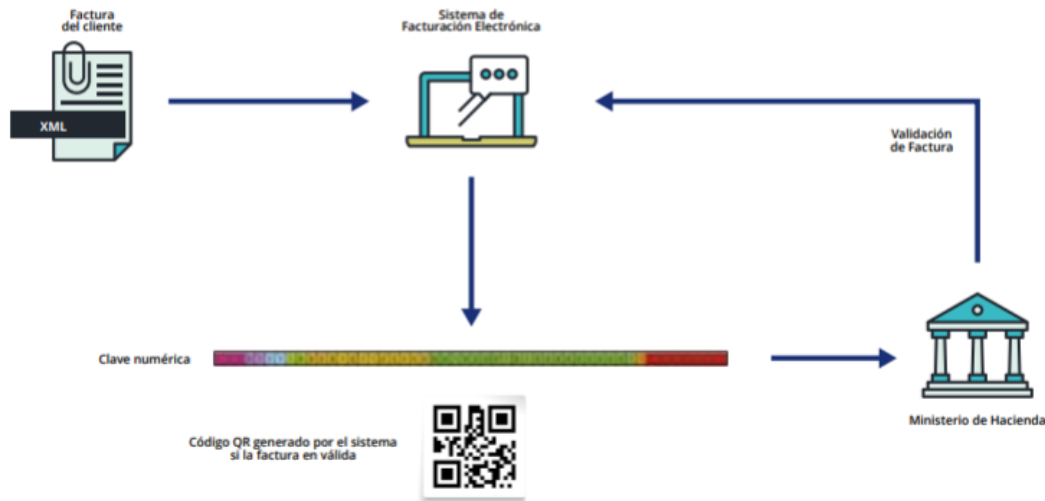 Factura
del cliente
XML
Sistema de
Facturación Electrónica
Validación
de Factura
Clave numérica
Ministerio de Hacienda
Código QR generado por el sistema
si la factura en válida